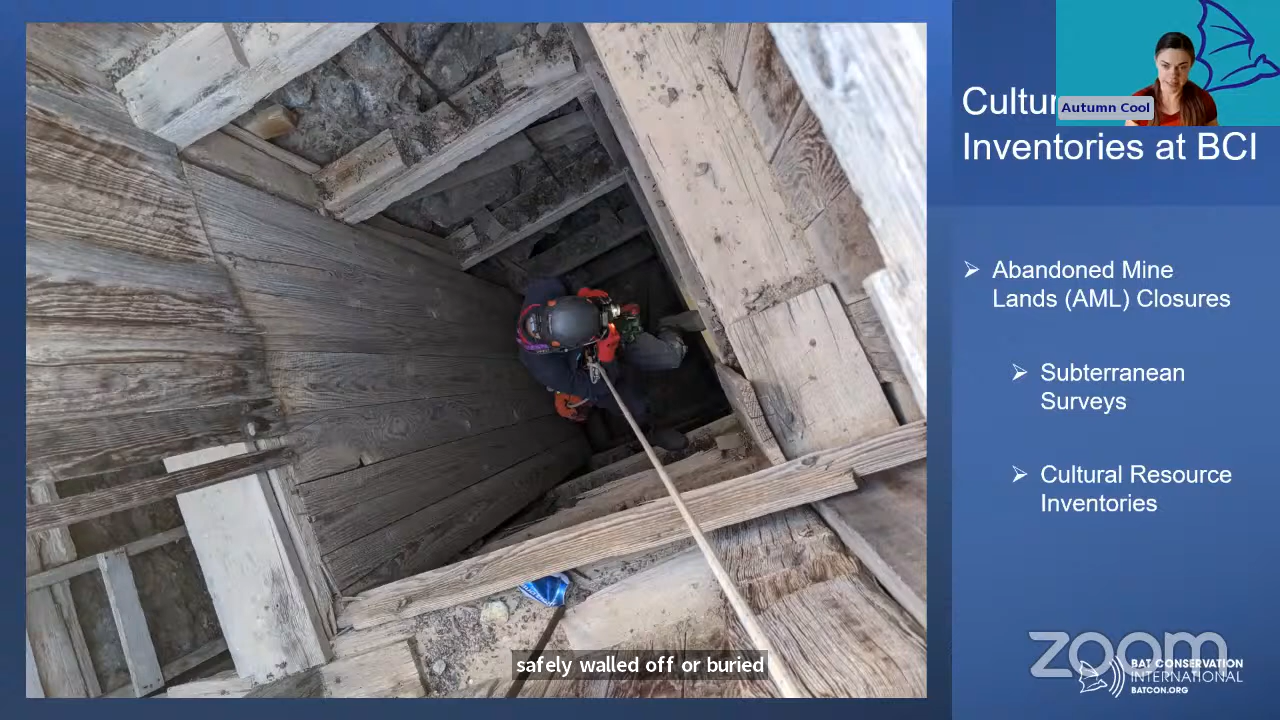 Cultur
Autumn Cool
Inventories at BCI
➢ Abandoned Mine
Lands (AML) Closures
➢ Subterranean
Surveys
➢ Cultural Resource
Inventories
safely walled off or buried
zoom
BAT CONSERVATION
INTERNATIONAL
BATCON.ORG